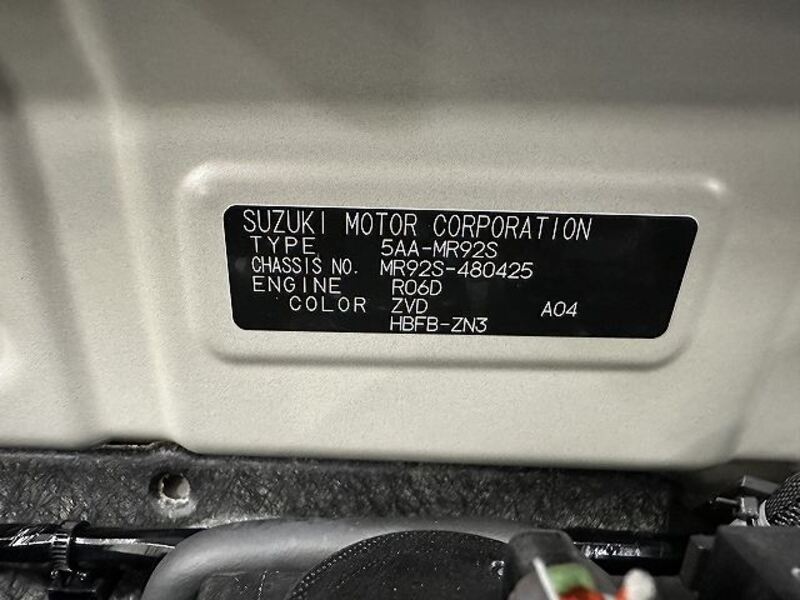 SUZUKI MOTOR CORPORATION
TYPE 5AA-MR92S
CHASSIS NO. MR92S-480425
ENGINE R06D
COLOR ZVD A04
HBFB-ZN3